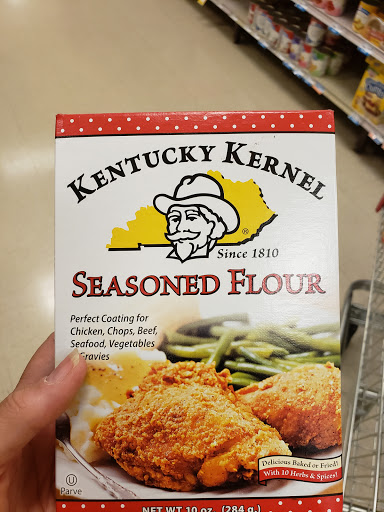 KENTUCKY KERNEL
®
Since 1810
SEASONED FLOUR
Perfect Coating for
Chicken, Chops, Beef,
Seafood, Vegetables
Gravies
Delicious Baked or Fried!
With 10 Herbs & Spices!
U
Parve
NET WT 10 oz. (284 g.)